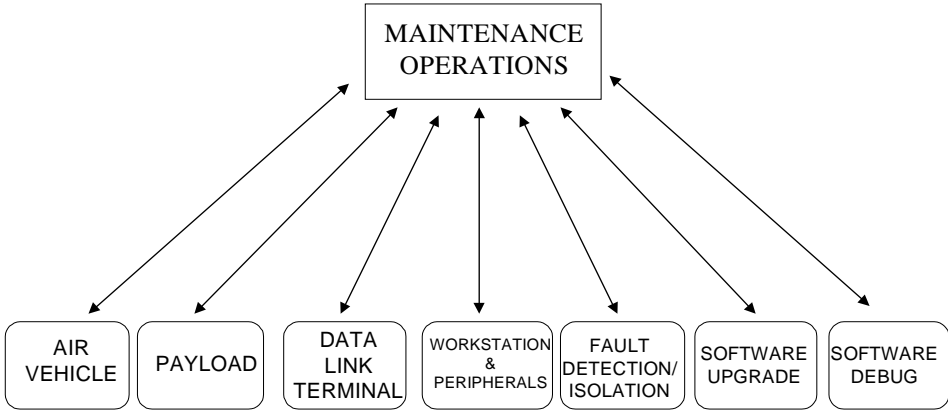 MAINTENANCE
OPERATIONS
AIR
VEHICLE
PAYLOAD
DATA
LINK
TERMINAL
WORKSTATION
&
PERIPHERALS
FAULT
DETECTION/
ISOLATION
SOFTWARE
UPGRADE
SOFTWARE
DEBUG